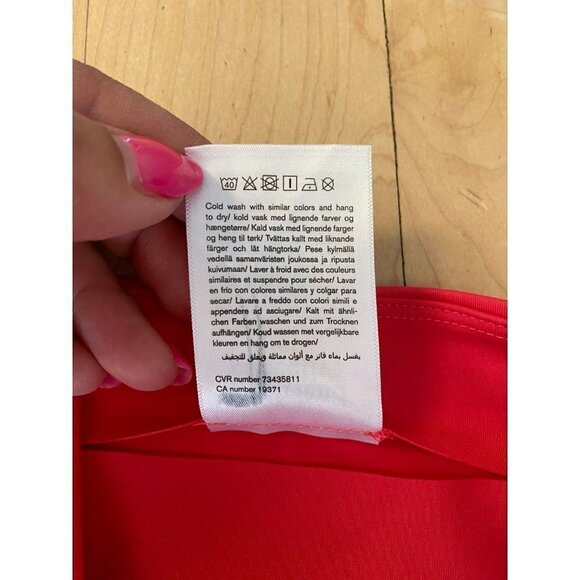 40
Cold wash with similar colors and hang
to dry/ kold vask med lignende farver og
hængetørre/ Kald vask med lignende
farger og heng til tørk/ Tvättas kallt med liknande
färger och låt hängtorka/ Pese kylmällä
vedellä samanväristen joukossa ja ripusta
kuivumaan/ Laver à froid avec des couleurs
similaires et suspendre pour sécher/ Lavar
en frío con colores similares y colgar para
secar/ Lavare a freddo con colori simili e
appendere ad asciugare/ Kalt mit ähnli-
chen Farben waschen und zum Trocknen
aufhängen/ Koud wassen met vergelijkbare
kleuren en hang om te drogen/
يغسل بماء فاتر مع ألوان مماثلة ويعلق للتجفيف
CVR number 73435811
CA number 19371